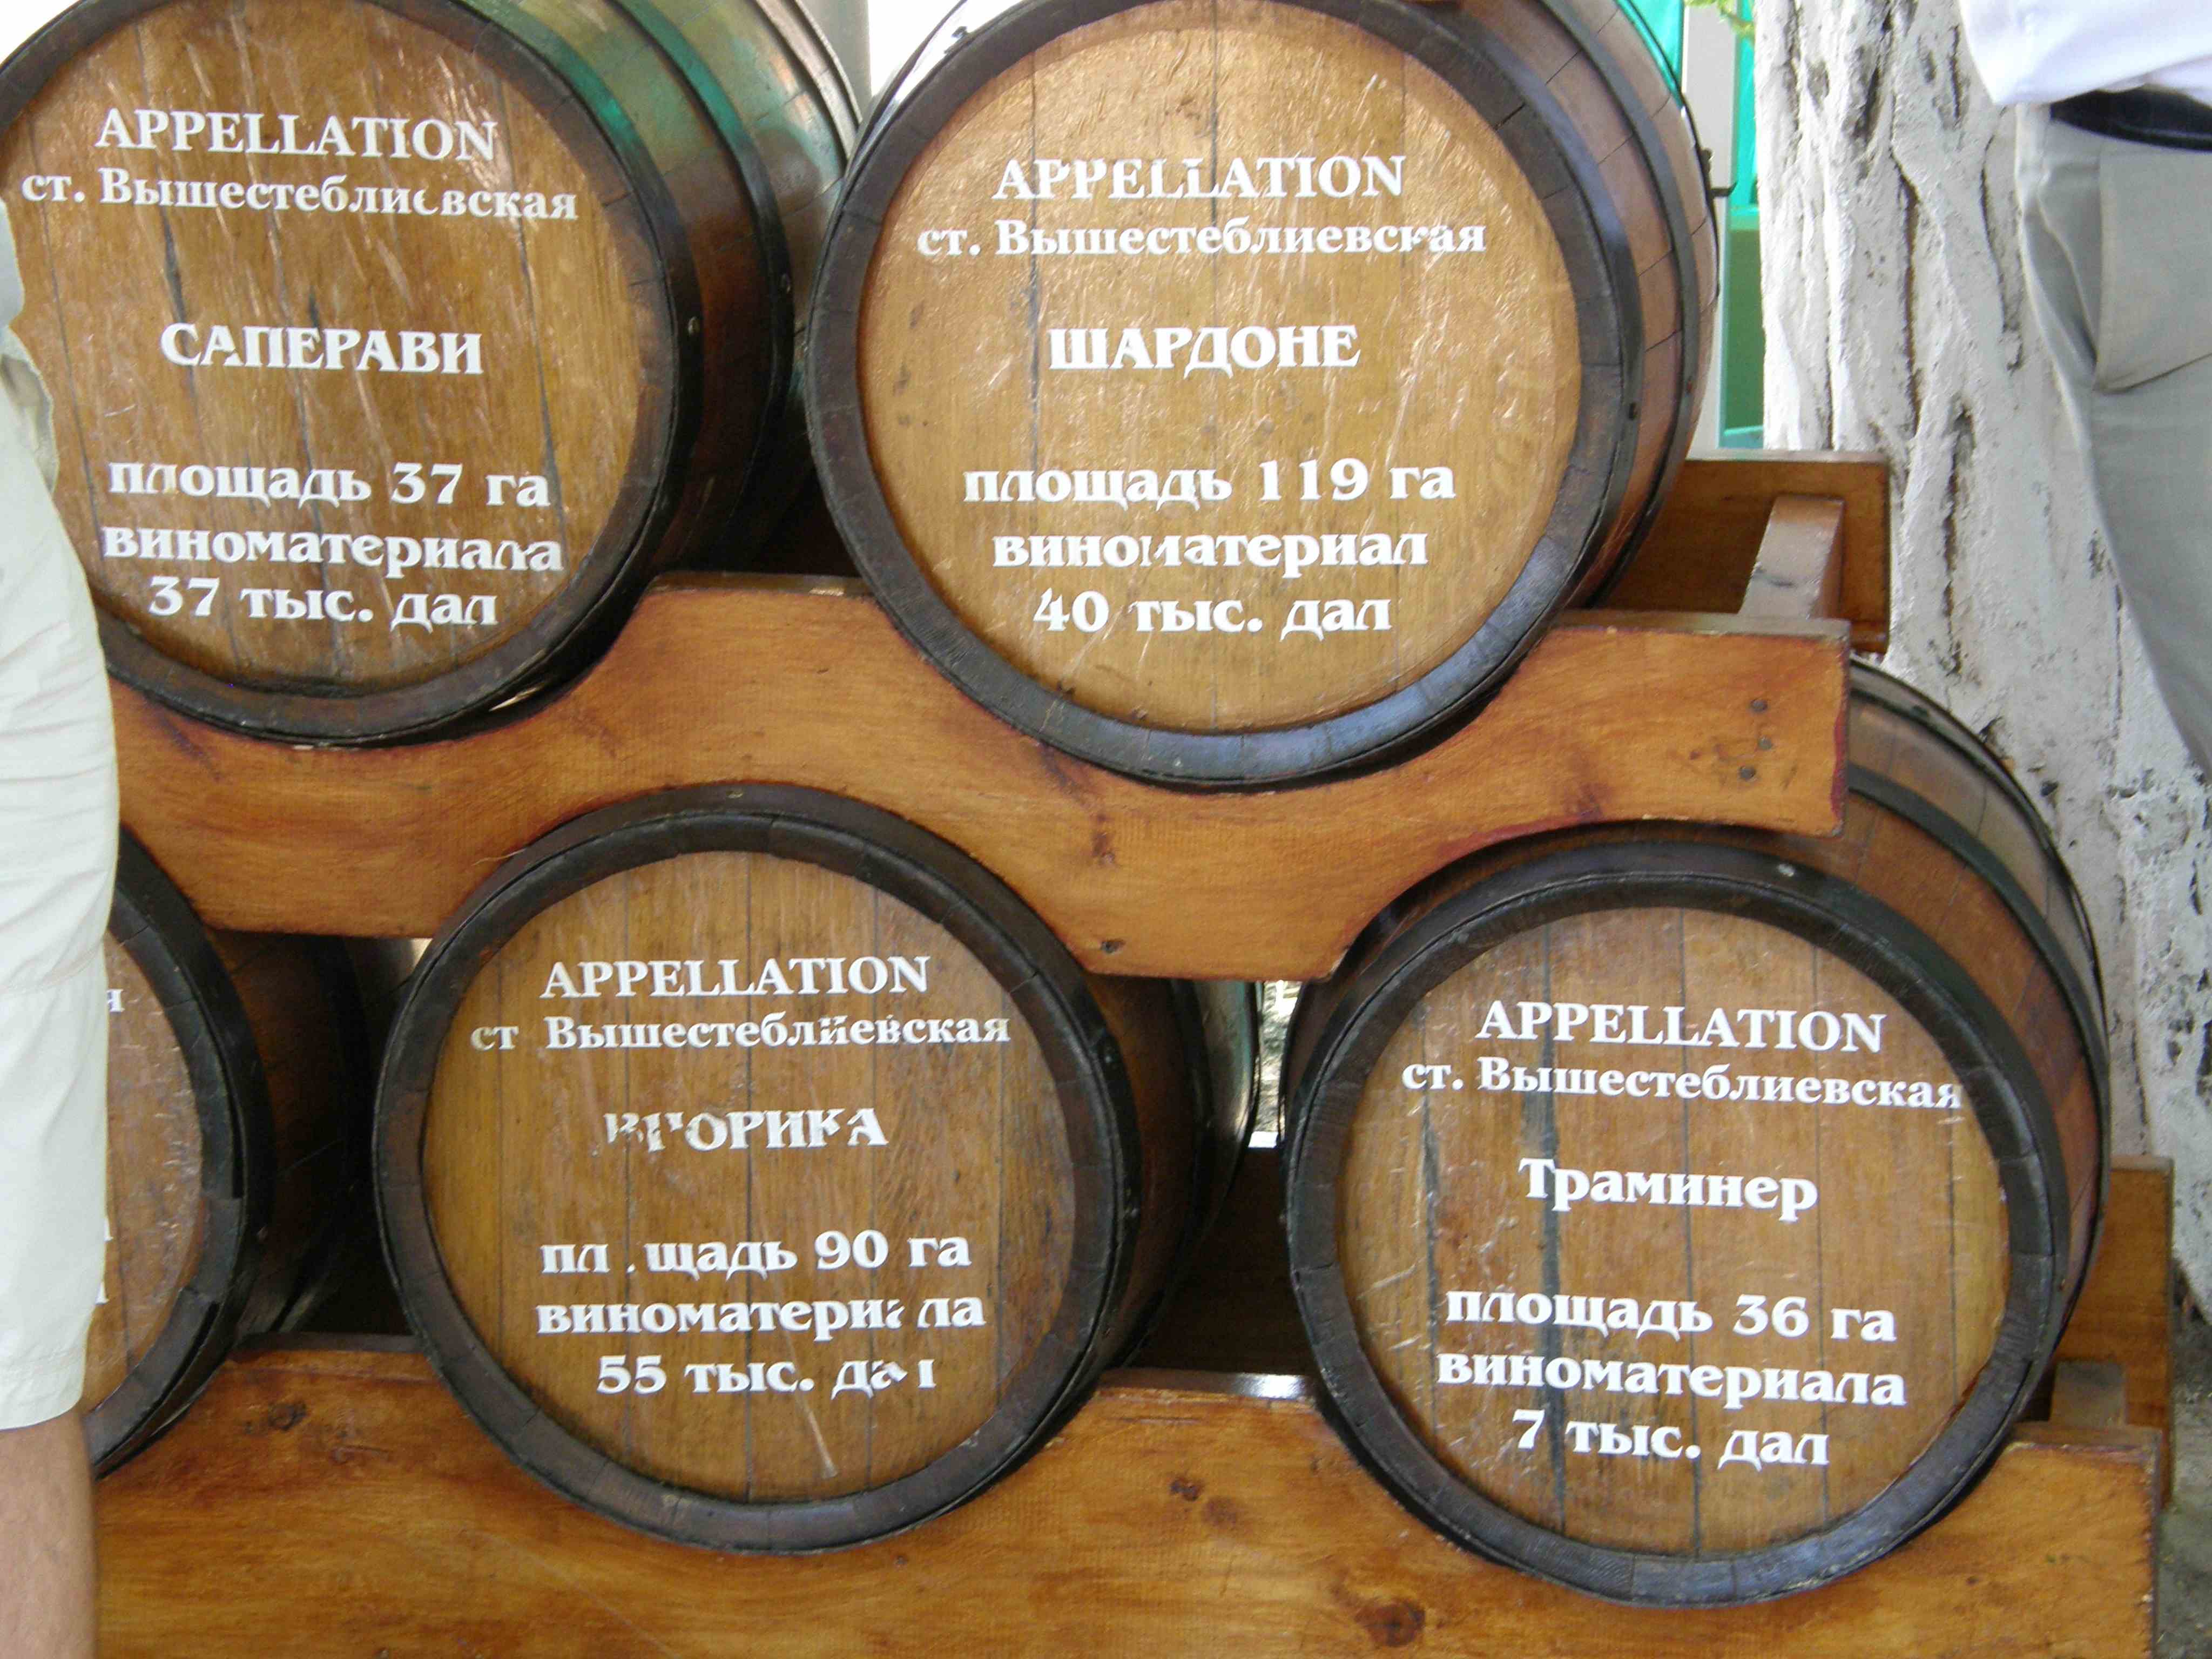 APPELLATION
ст. Вышестеблиевская
САПЕРАВИ
площадь 37 га
виноматериала
37 тыс. дал
APPELLATION
ст. Вышестеблиевская
ШАРДОНЕ
площадь 119 га
виноматериал
40 тыс. дал
APPELLATION
ст Вышестеблиевская
площадь 90 га
виноматериала
55 тыс. дал
APPELLATION
ст. Вышестеблиевская
Траминер
площадь 36 га
виноматериала
7 тыс. дал